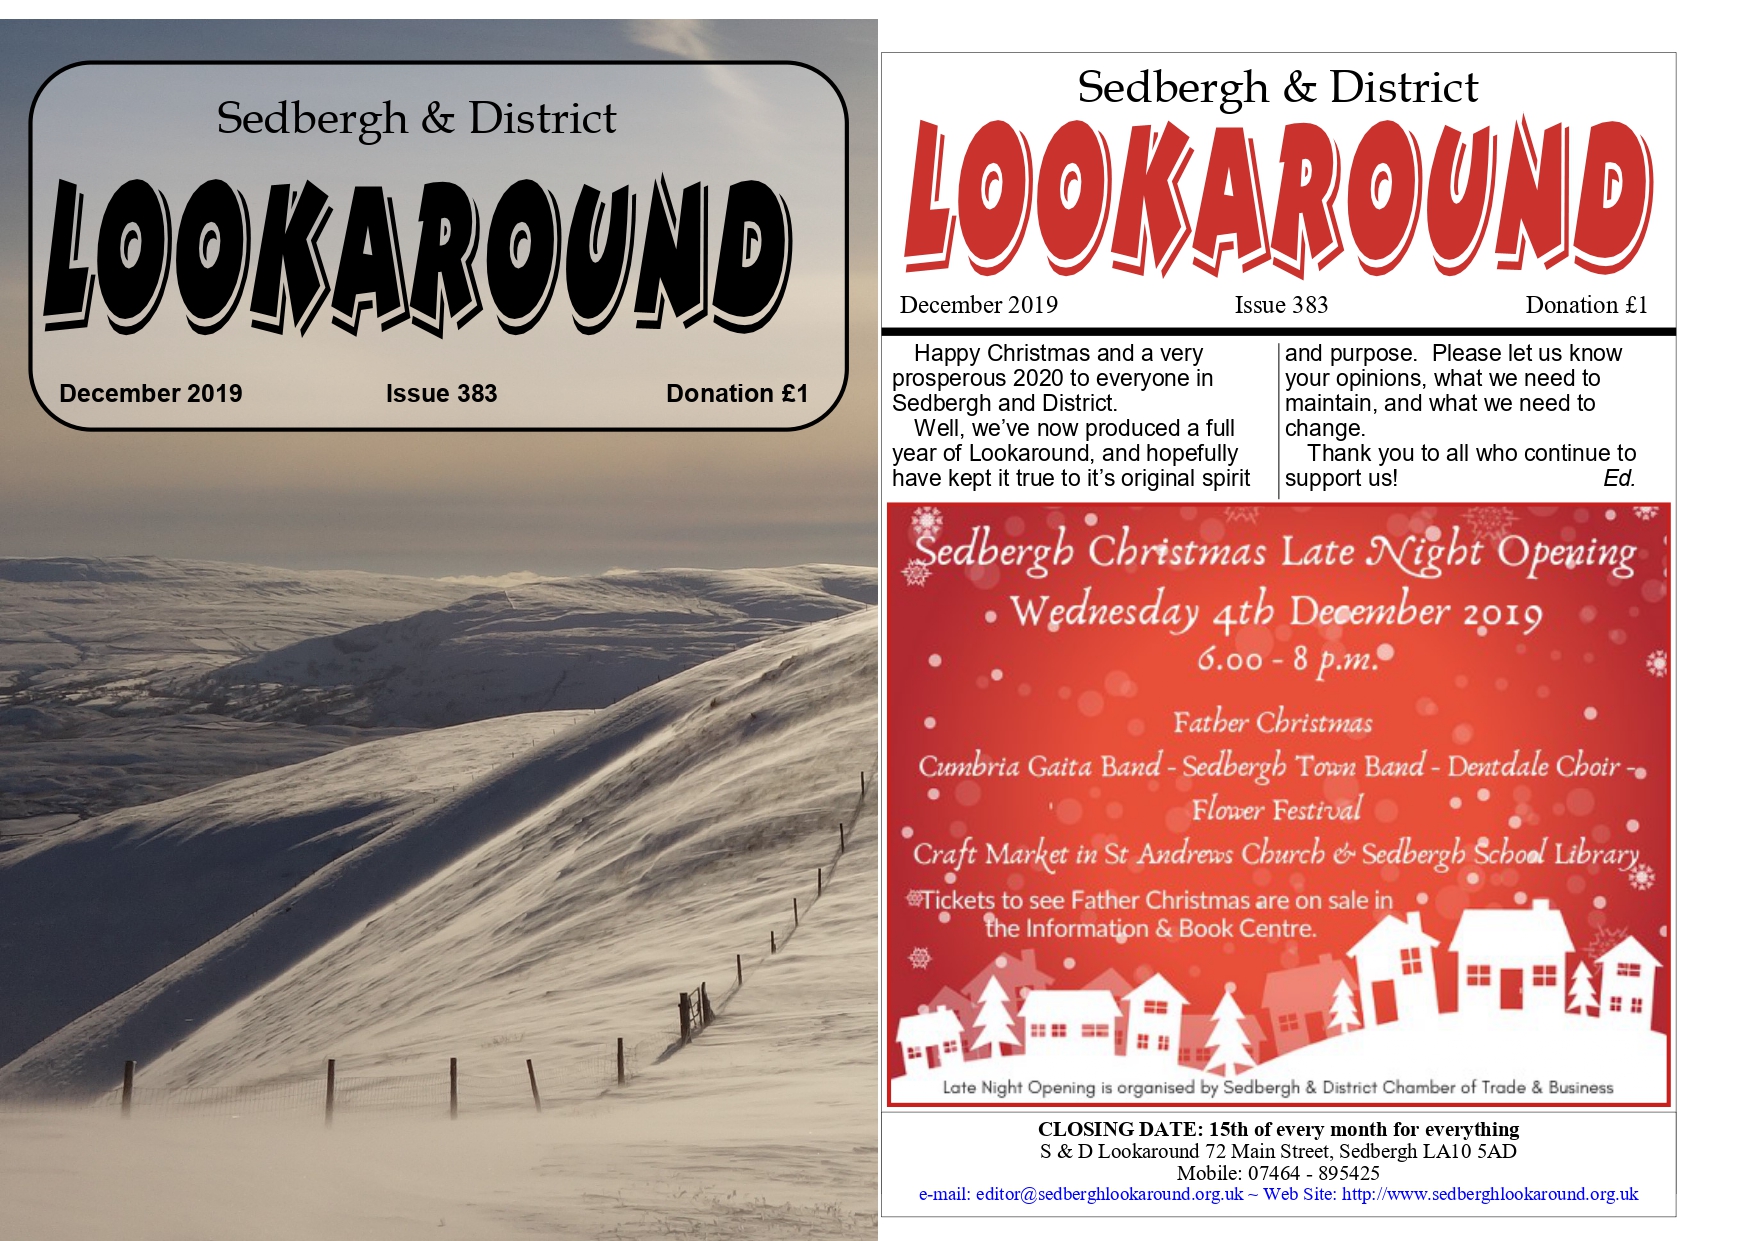 Sedbergh & District
LOOKAROUND
December 2019 Issue 383 Donation £1
Sedbergh & District
LOOKAROUND
December 2019 Issue 383 Donation £1
Happy Christmas and a very
prosperous 2020 to everyone in
Sedbergh and District.
Well, we’ve now produced a full
year of Lookaround, and hopefully
have kept it true to it’s original spirit
and purpose. Please let us know
your opinions, what we need to
maintain, and what we need to
change.
Thank you to all who continue to
support us! Ed.
Sedbergh Christmas Late Night Opening
Wednesday 4th December 2019
6.00 - 8 p.m.
Father Christmas
Cumbria Gaita Band - Sedbergh Town Band - Dentdale Choir -
Flower Festival
Craft Market in St Andrews Church & Sedbergh School Library
Tickets to see Father Christmas are on sale in
the Information & Book Centre.
Late Night Opening is organised by Sedbergh & District Chamber of Trade & Business
CLOSING DATE: 15th of every month for everything
S & D Lookaround 72 Main Street, Sedbergh LA10 5AD
Mobile: 07464 - 895425
e-mail: editor@sedberghlookaround.org.uk ~ Web Site: http://www.sedberghlookaround.org.uk